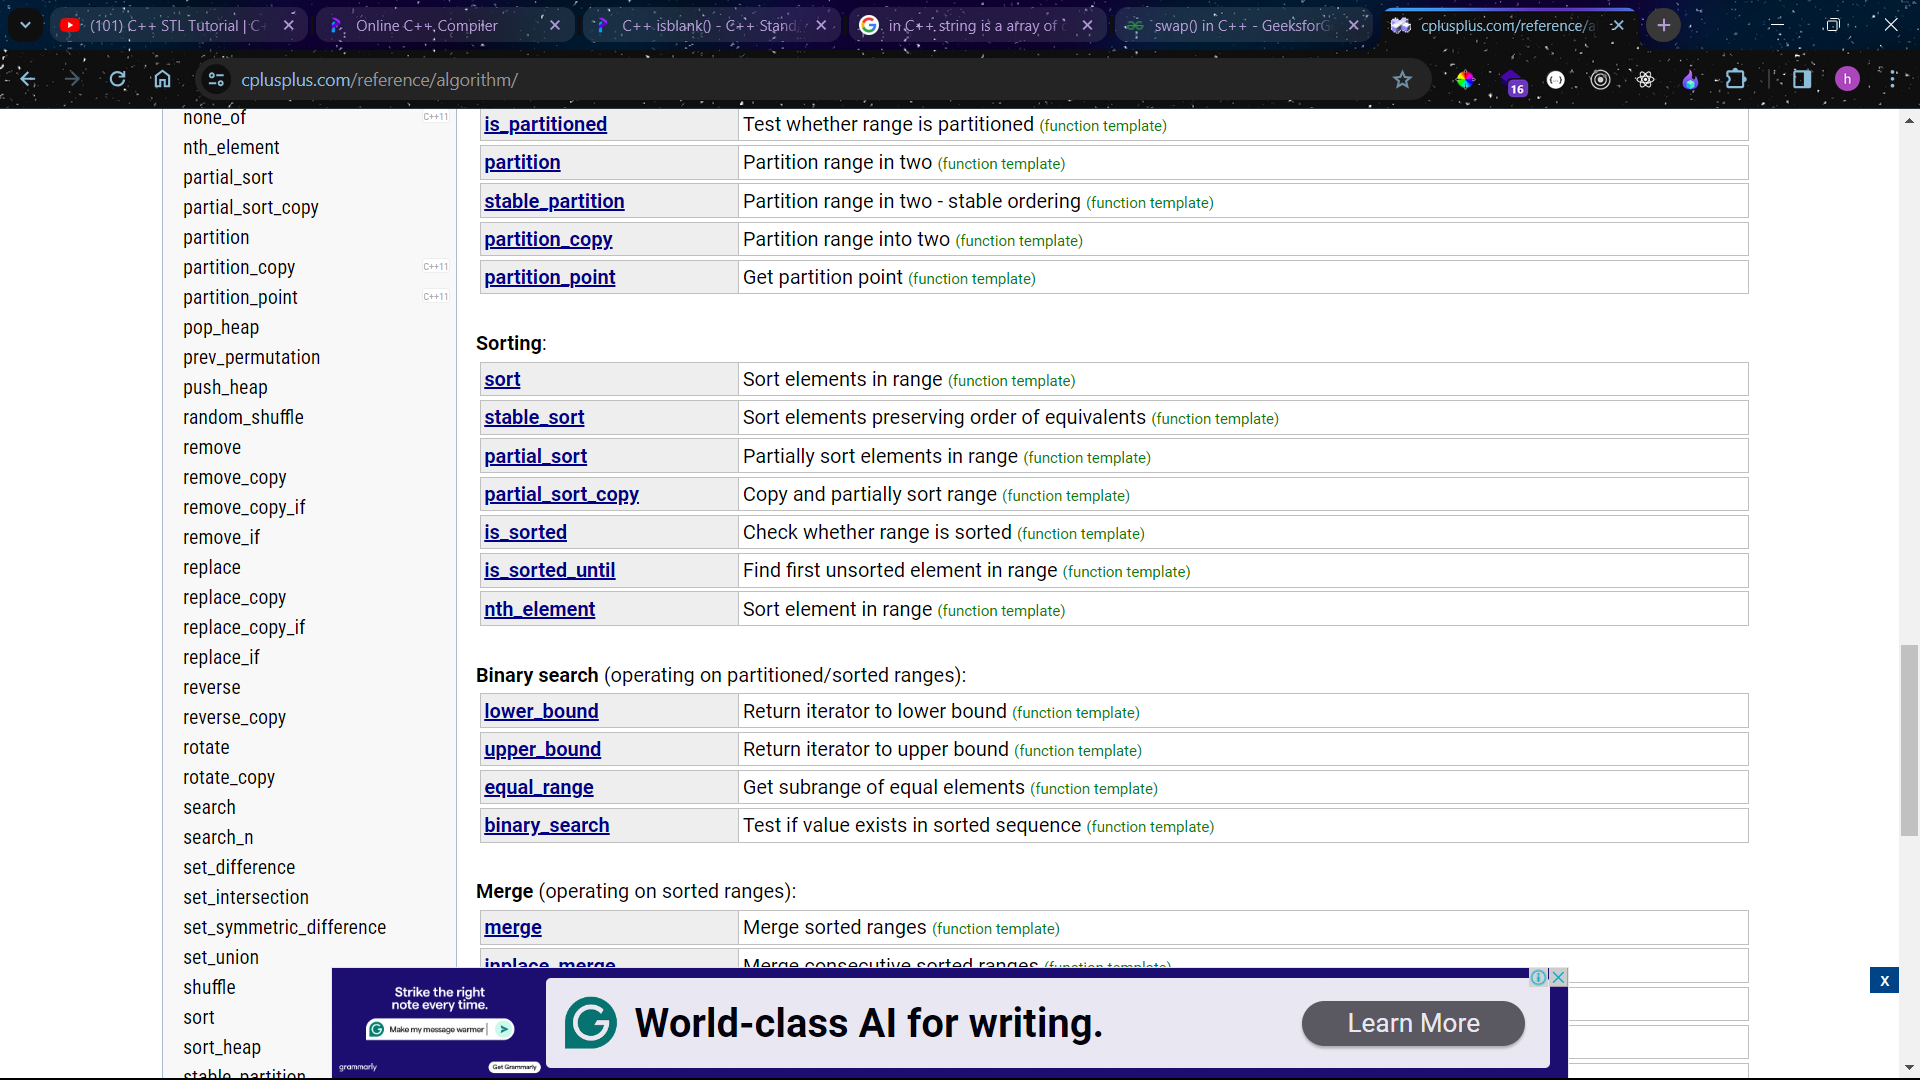 (101) C++ STL Tutorial | C
Online C++ Compiler
C++ isblank() - C++ Stand
in C++ string is a array of
swap() in C++ - GeeksforG
cplusplus.com/reference/a
cplusplus.com/reference/algorithm/
16
h
none_of C++11
nth_element
partial_sort
partial_sort_copy
partition
partition_copy C++11
partition_point C++11
pop_heap
prev_permutation
push_heap
random_shuffle
remove
remove_copy
remove_copy_if
remove_if
replace
replace_copy
replace_copy_if
replace_if
reverse
reverse_copy
rotate
rotate_copy
search
search_n
set_difference
set_intersection
set_symmetric_difference
set_union
shuffle
sort
sort_heap
stable_partition
is_partitioned Test whether range is partitioned (function template)
partition Partition range in two (function template)
stable_partition Partition range in two - stable ordering (function template)
partition_copy Partition range into two (function template)
partition_point Get partition point (function template)
Sorting:
sort Sort elements in range (function template)
stable_sort Sort elements preserving order of equivalents (function template)
partial_sort Partially sort elements in range (function template)
partial_sort_copy Copy and partially sort range (function template)
is_sorted Check whether range is sorted (function template)
is_sorted_until Find first unsorted element in range (function template)
nth_element Sort element in range (function template)
Binary search (operating on partitioned/sorted ranges):
lower_bound Return iterator to lower bound (function template)
upper_bound Return iterator to upper bound (function template)
equal_range Get subrange of equal elements (function template)
binary_search Test if value exists in sorted sequence (function template)
Merge (operating on sorted ranges):
merge Merge sorted ranges (function template)
inplace_merge Merge consecutive sorted ranges (function template)
Strike the right
note every time.
Make my message warmer
grammarly
Get Grammarly
World-class AI for writing.
Learn More
X